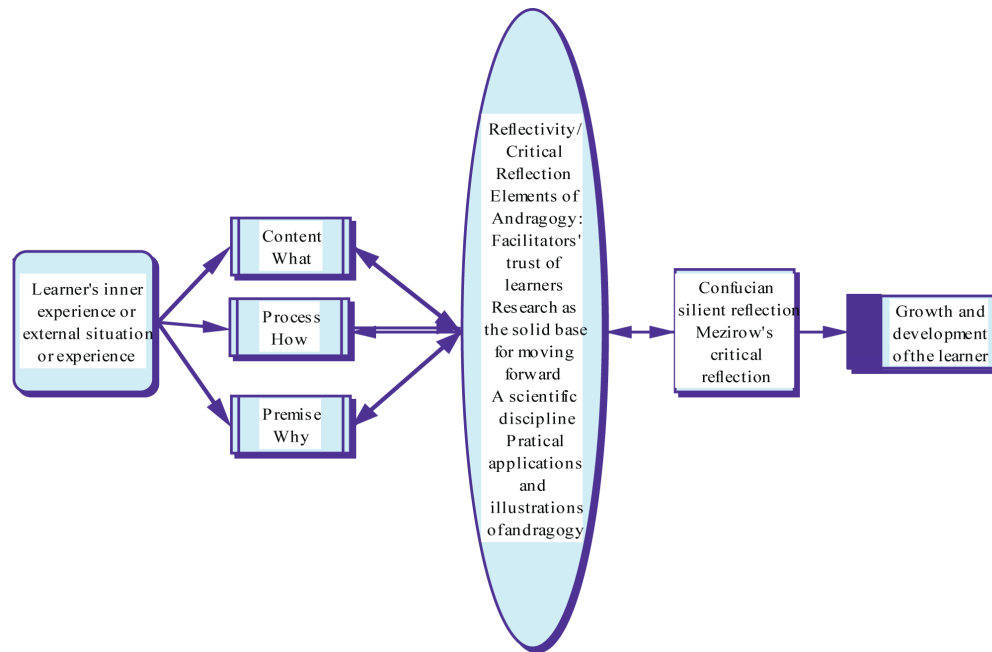 Learner's inner
experience or
external situation
or experience
Content
What
Process
How
Premise
Why
Reflectivity/
Critical
Reflection
Elements of
Andragogy:
Facilitators'
trust of
learners
Research as
the solid base
for moving
forward
A scientific
discipline
Pratical
applications
and
illustrations
ofandragogy
Confucian
silient reflection
Mezirow's
critical
reflection
Growth and
development
ofthe learner